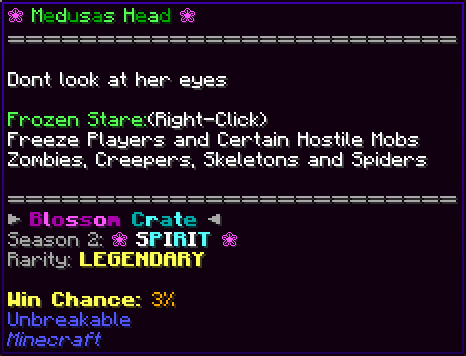 ❀ Medusas Head ❀
==================================
Dont look at her eyes
Frozen Stare:(Right-Click)
Freeze Players and Certain Hostile Mobs
Zombies, Creepers, Skeletons and Spiders
==================================
► Blossom Crate ◄
Season 2: ❀ SPIRIT ❀
Rarity: LEGENDARY
Win Chance: 3%
Unbreakable
Minecraft